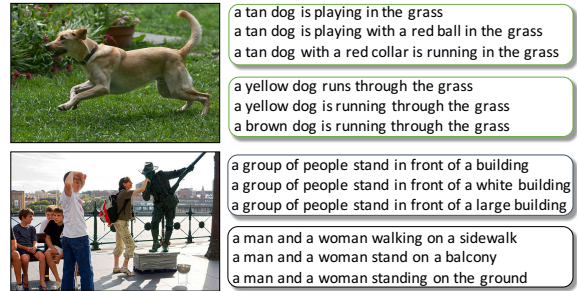 a tan dog is playing in the grass
a tan dog is playing with a red ball in the grass
a tan dog with a red collar is running in the grass
a yellow dog runs through the grass
a yellow dog is running through the grass
a brown dog is running through the grass
a group of people stand in front of a building
a group of people stand in front of a white building
a group of people stand in front of a large building
a man and a woman walking on a sidewalk
a man and a woman stand on a balcony
a man and a woman standing on the ground